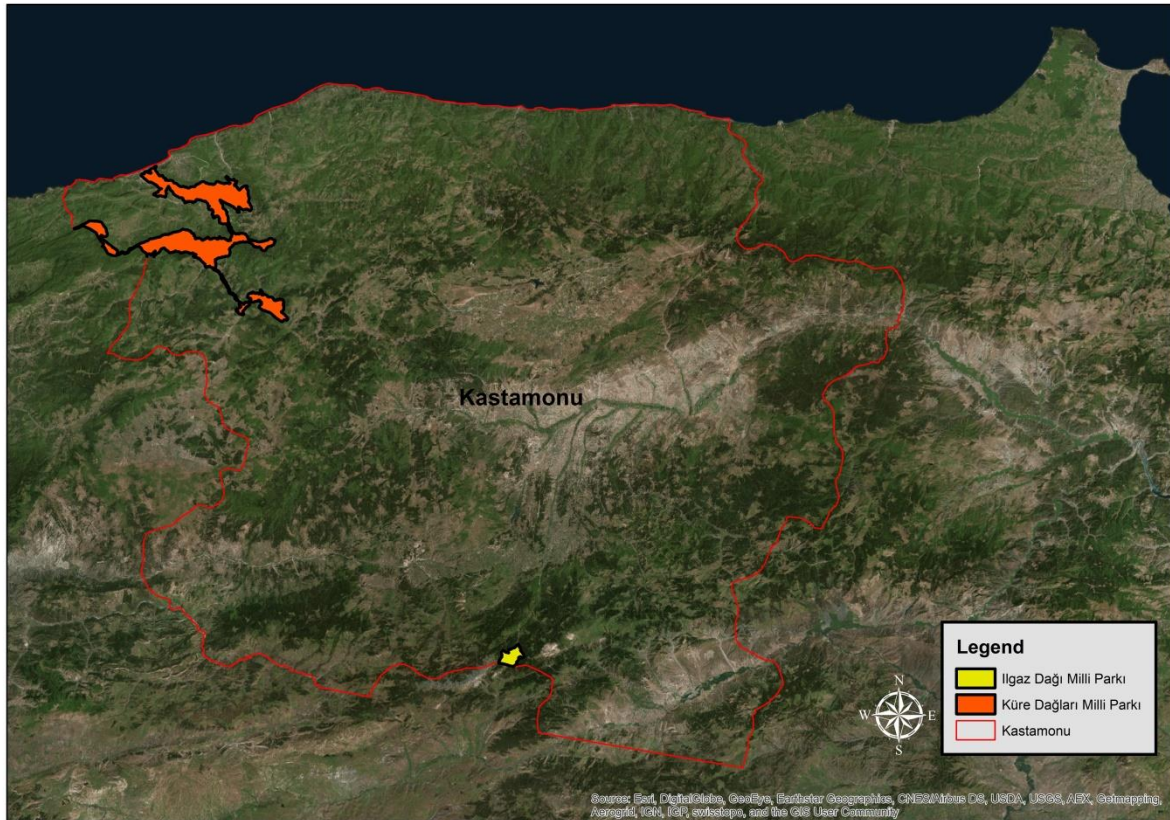 Kastamonu
Legend
Ilgaz Dağı Milli Parkı
Küre Dağları Milli Parkı
Kastamonu
N
W E
S
Source: Esri, DigitalGlobe, GeoEye, Earthstar Geographics, CNES/Airbus DS, USDA, USGS, AEX, Getmapping,
Aerogrid, IGN, IGP, swisstopo, and the GIS User Community